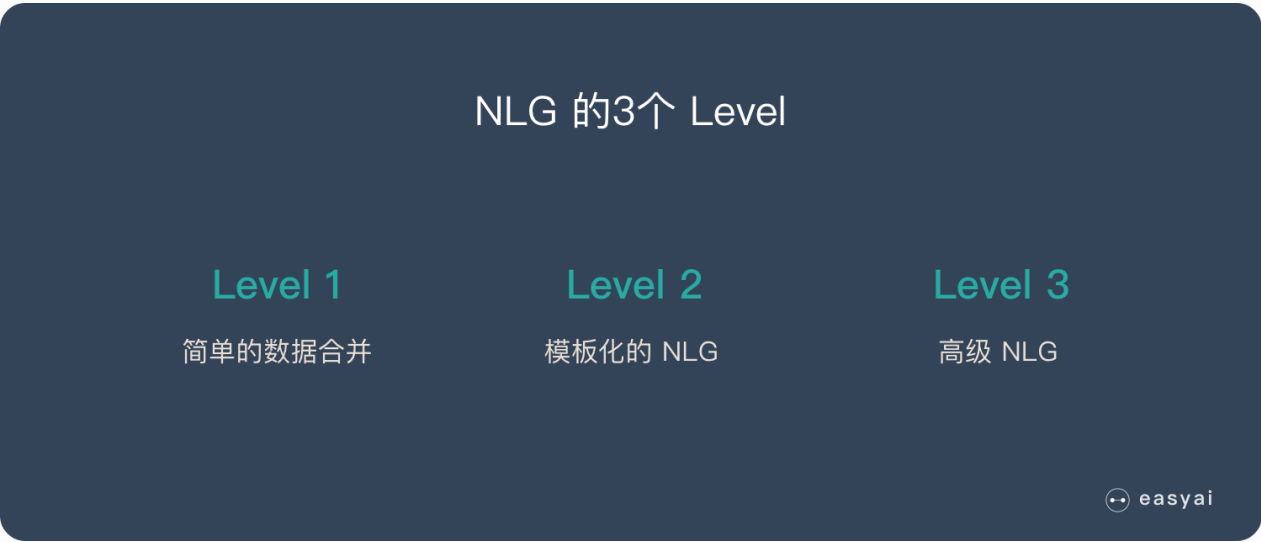 NLG 的3个 Level
Level 1
简单的数据合并
Level 2
模板化的 NLG
Level 3
高级 NLG
easyai